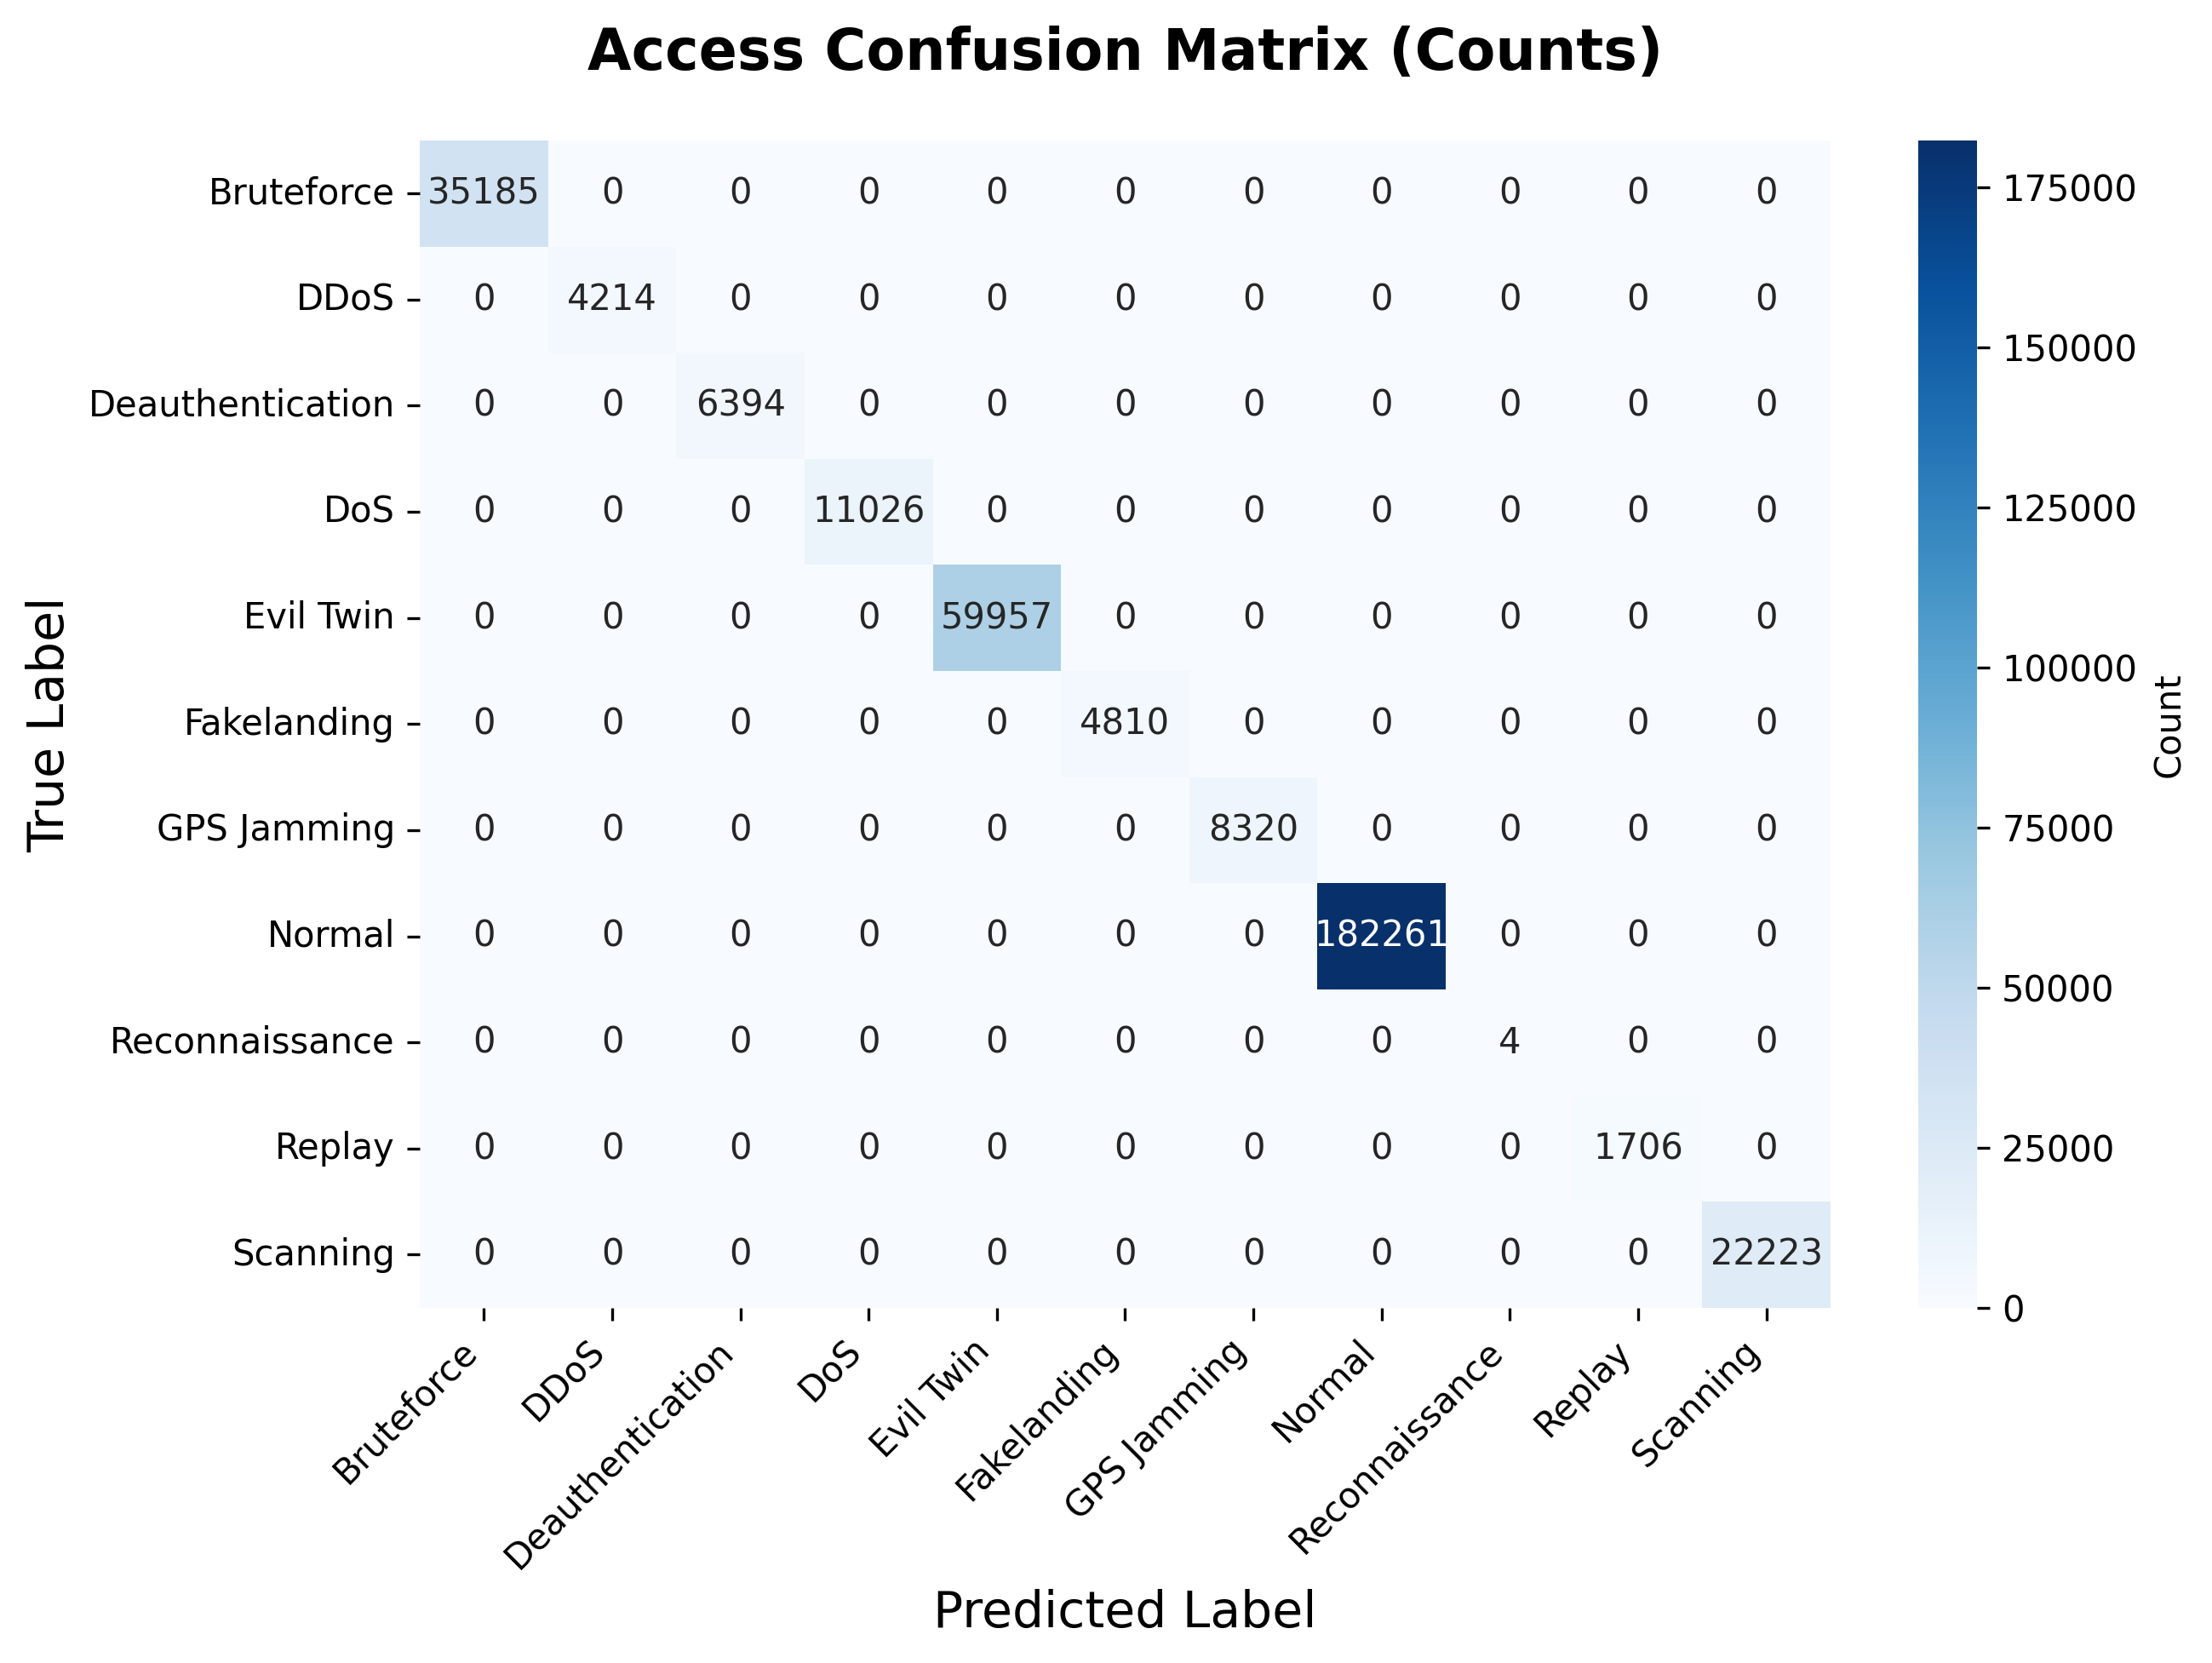 Access Confusion Matrix (Counts)
True Label
Bruteforce 35185 0 0 0 0 0 0 0 0 0 0
DDoS 0 4214 0 0 0 0 0 0 0 0 0
Deauthentication 0 0 6394 0 0 0 0 0 0 0 0
DoS 0 0 0 11026 0 0 0 0 0 0 0
Evil Twin 0 0 0 0 59957 0 0 0 0 0 0
Fakelanding 0 0 0 0 0 4810 0 0 0 0 0
GPS Jamming 0 0 0 0 0 0 8320 0 0 0 0
Normal 0 0 0 0 0 0 0 182261 0 0 0
Reconnaissance 0 0 0 0 0 0 0 0 4 0 0
Replay 0 0 0 0 0 0 0 0 0 1706 0
Scanning 0 0 0 0 0 0 0 0 0 0 22223
Bruteforce
DDoS
Deauthentication
DoS
Evil Twin
Fakelanding
GPS Jamming
Normal
Reconnaissance
Replay
Scanning
Predicted Label
175000
150000
125000
100000
75000
50000
25000
0
Count